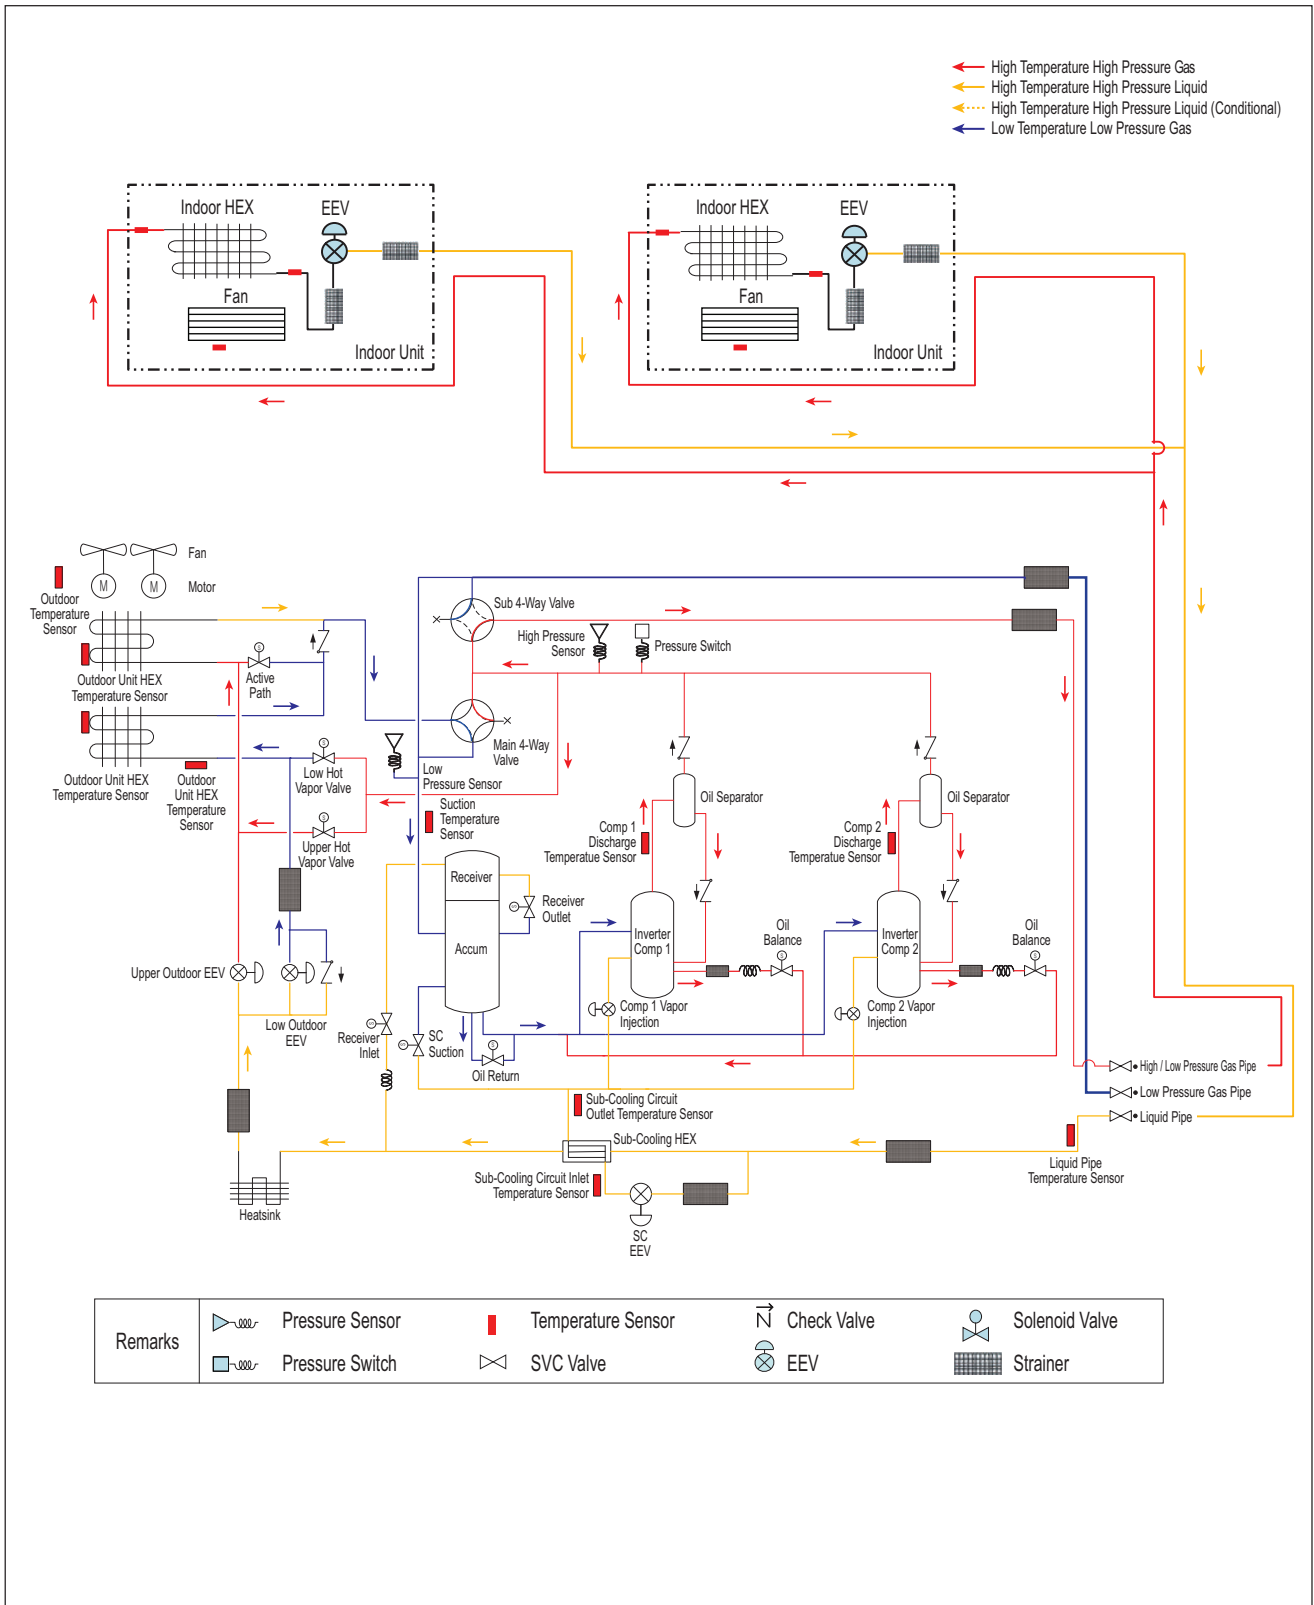 High Temperature High Pressure Gas
High Temperature High Pressure Liquid
High Temperature High Pressure Liquid (Conditional)
Low Temperature Low Pressure Gas
Indoor HEX
EEV
Fan
Indoor Unit
Indoor HEX
EEV
Fan
Indoor Unit
Fan
M
M
Motor
Outdoor
Temperature
Sensor
Sub 4-Way Valve
High Pressure
Sensor
Pressure Switch
S
Active
Path
Outdoor Unit HEX
Temperature Sensor
Main 4-Way
Valve
Low
Pressure Sensor
S
Low Hot
Vapor Valve
Outdoor Unit HEX
Temperature Sensor
Outdoor
Unit HEX
Temperature
Sensor
Suction
Temperature
Sensor
Oil Separator
Oil Separator
S
Upper Hot
Vapor Valve
Comp 1
Discharge
Temperatue Sensor
Comp 2
Discharge
Temperatue Sensor
Receiver
S
Receiver
Outlet
Accum
Inverter
Comp 1
Oil
Balance
S
Inverter
Comp 2
Oil
Balance
S
Upper Outdoor EEV
Low Outdoor
EEV
S
Receiver
Inlet
S
SC
Suction
S
Oil Return
Comp 1 Vapor
Injection
Comp 2 Vapor
Injection
High / Low Pressure Gas Pipe
Low Pressure Gas Pipe
Liquid Pipe
Sub-Cooling Circuit
Outlet Temperature Sensor
Sub-Cooling HEX
Liquid Pipe
Temperature Sensor
Sub-Cooling Circuit Inlet
Temperature Sensor
SC
EEV
Heatsink
Remarks
Pressure Sensor
Temperature Sensor
Check Valve
Solenoid Valve
Pressure Switch
SVC Valve
EEV
Strainer